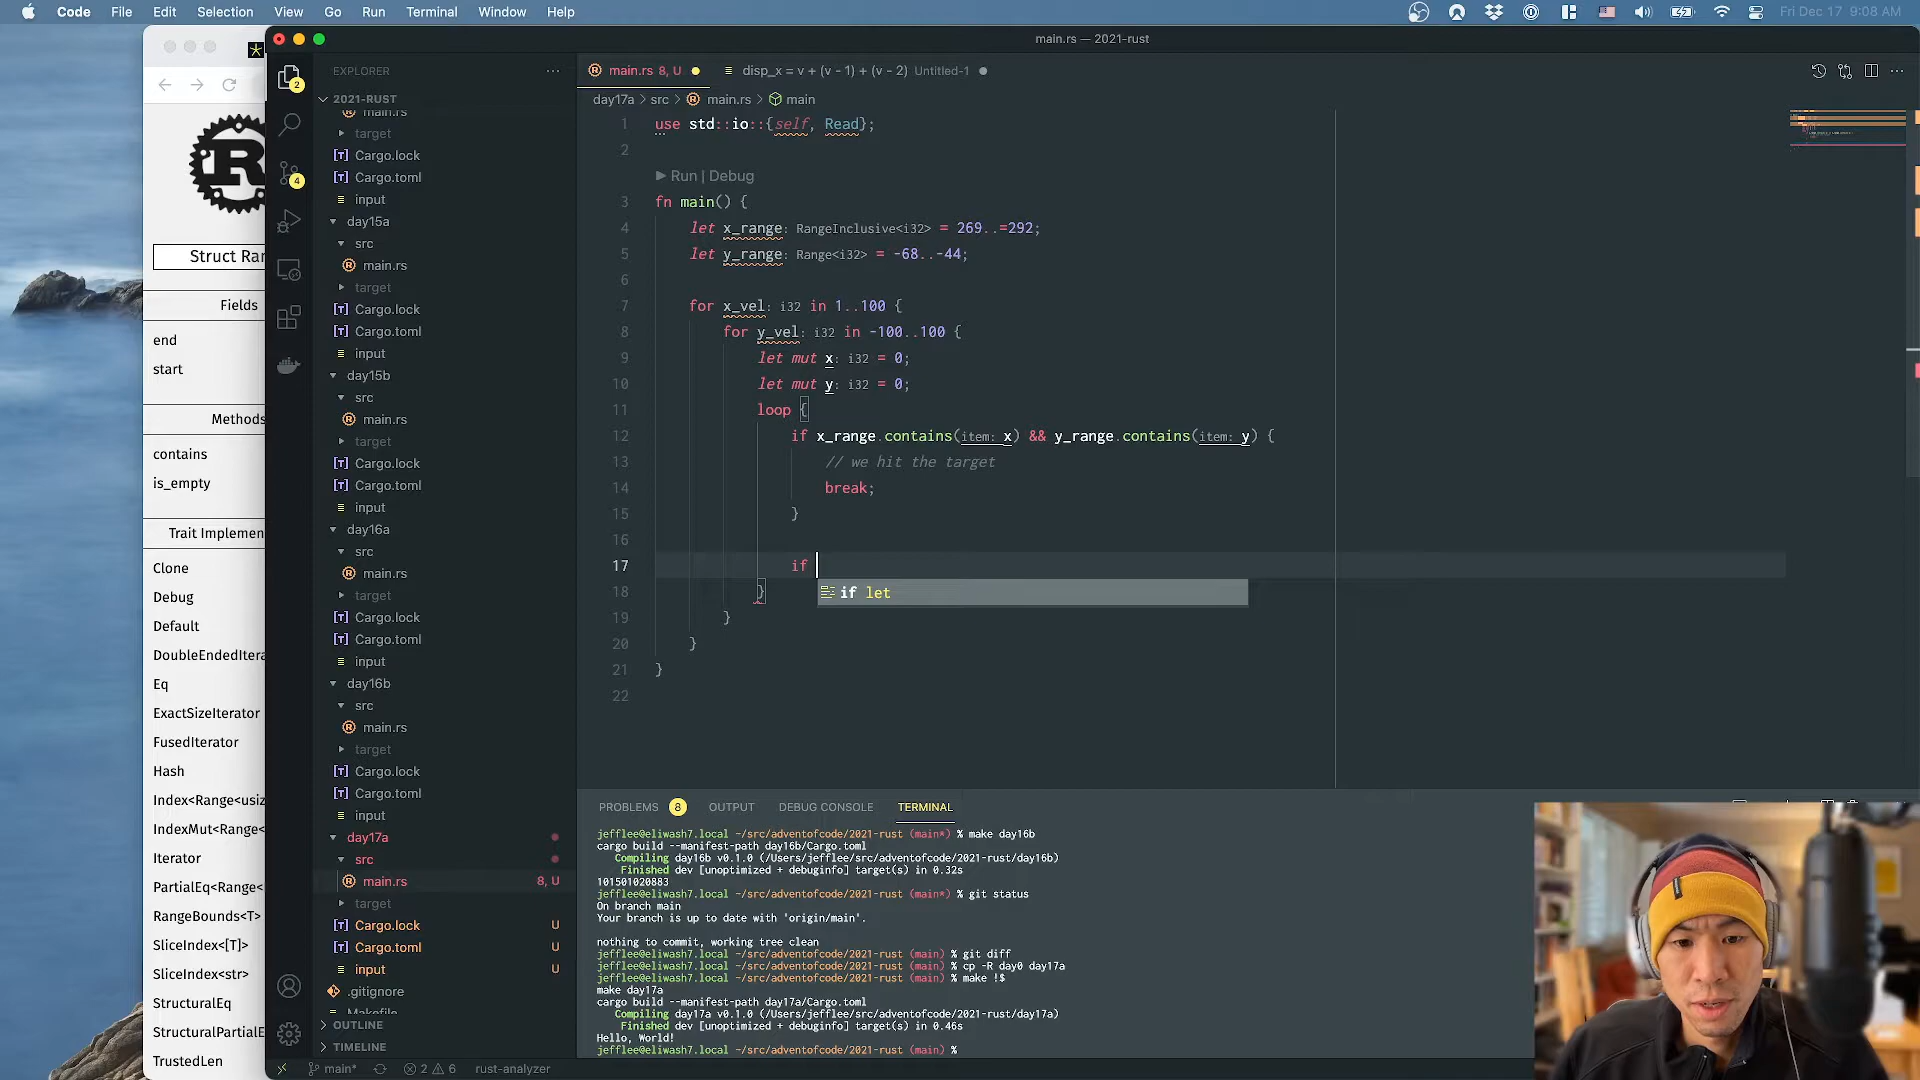 Code File Edit Selection View Go Run Terminal Window Help Fri Dec 17 9:08 AM
main.rs — 2021-rust
EXPLORER
main.rs 8, U
disp_x = v + (v - 1) + (v - 2) Untitled-1
2021-RUST
day17a > src > main.rs > main
main.rs
target
Cargo.lock
Cargo.toml
input
day15a
src
main.rs
target
Cargo.lock
Cargo.toml
input
day15b
src
main.rs
target
Cargo.lock
Cargo.toml
input
day16a
src
main.rs
target
Cargo.lock
Cargo.toml
input
day16b
src
main.rs
target
Cargo.lock
Cargo.toml
input
day17a
src
main.rs 8, U
target
Cargo.lock U
Cargo.toml U
input U
.gitignore
Makefile
OUTLINE
TIMELINE
2
4
R
Struct Ran
Fields
end
start
Methods
contains
is_empty
Trait Implemen
Clone
Debug
Default
DoubleEndedItera
Eq
ExactSizeIterator
FusedIterator
Hash
Index<Range<usiz
IndexMut<Range<
Iterator
PartialEq<Range<
RangeBounds<T>
SliceIndex<[T]>
SliceIndex<str>
StructuralEq
StructuralPartialE
TrustedLen
1 use std::io::{self, Read};
2
Run | Debug
3 fn main() {
4 let x_range: RangeInclusive<i32> = 269..=292;
5 let y_range: Range<i32> = -68..-44;
6
7 for x_vel: i32 in 1..100 {
8 for y_vel: i32 in -100..100 {
9 let mut x: i32 = 0;
10 let mut y: i32 = 0;
11 loop {
12 if x_range.contains(item: x) && y_range.contains(item: y) {
13 // we hit the target
14 break;
15 }
16
17 if
18 }
if let
19 }
20 }
21 }
22
PROBLEMS 8 OUTPUT DEBUG CONSOLE TERMINAL
jefflee@eliwash7.local ~/src/adventofcode/2021-rust (main*) % make day16b
cargo build --manifest-path day16b/Cargo.toml
Compiling day16b v0.1.0 (/Users/jefflee/src/adventofcode/2021-rust/day16b)
Finished dev [unoptimized + debuginfo] target(s) in 0.32s
101501020883
jefflee@eliwash7.local ~/src/adventofcode/2021-rust (main*) % git status
On branch main
Your branch is up to date with 'origin/main'.
nothing to commit, working tree clean
jefflee@eliwash7.local ~/src/adventofcode/2021-rust (main) % git diff
jefflee@eliwash7.local ~/src/adventofcode/2021-rust (main) % cp -R day0 day17a
jefflee@eliwash7.local ~/src/adventofcode/2021-rust (main) % make !$
make day17a
cargo build --manifest-path day17a/Cargo.toml
Compiling day17a v0.1.0 (/Users/jefflee/src/adventofcode/2021-rust/day17a)
Finished dev [unoptimized + debuginfo] target(s) in 0.46s
Hello, World!
jefflee@eliwash7.local ~/src/adventofcode/2021-rust (main) %
main* 2 6 rust-analyzer